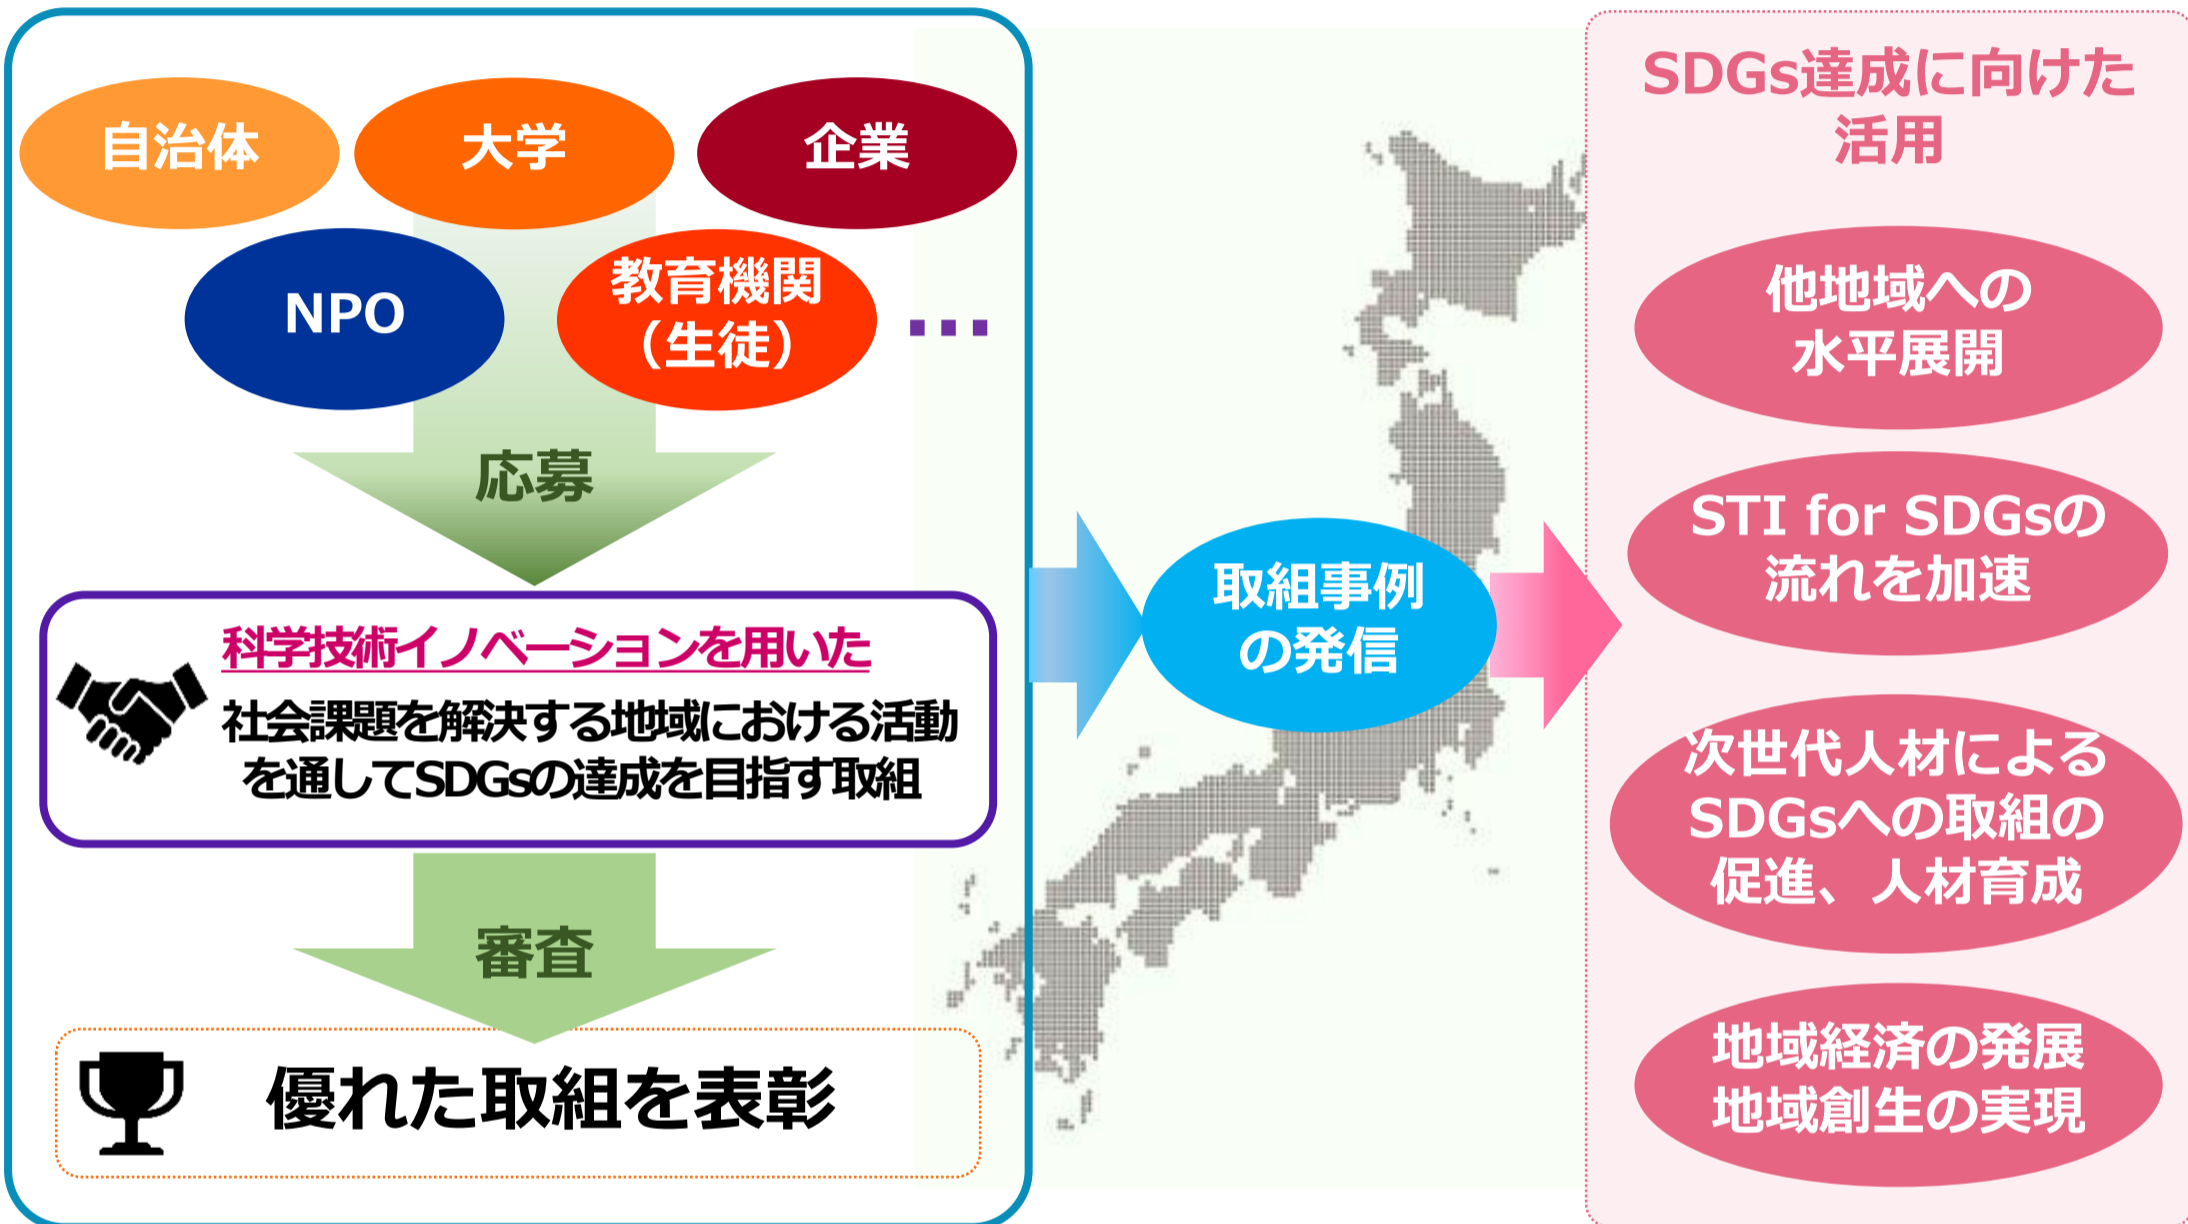 自治体
大学
企業
NPO
教育機関
（生徒）
…
応募
科学技術イノベーションを用いた
社会課題を解決する地域における活動
を通してSDGsの達成を目指す取組
審査
優れた取組を表彰
取組事例
の発信
SDGs達成に向けた
活用
他地域への
水平展開
STI for SDGsの
流れを加速
次世代人材による
SDGsへの取組の
促進、人材育成
地域経済の発展
地域創生の実現